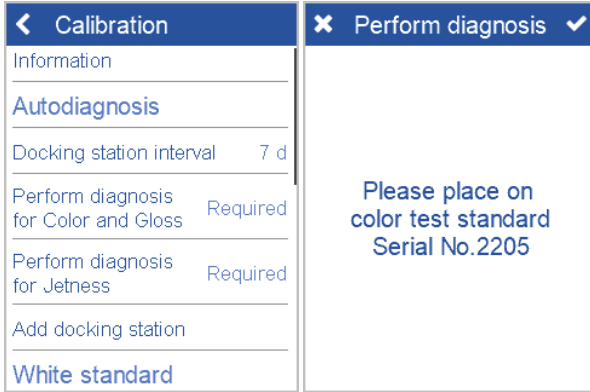 Calibration
Information
Autodiagnosis
Docking station interval 7 d
Perform diagnosis
for Color and Gloss Required
Perform diagnosis
for Jetness Required
Add docking station
White standard
Perform diagnosis
Please place on
color test standard
Serial No.2205